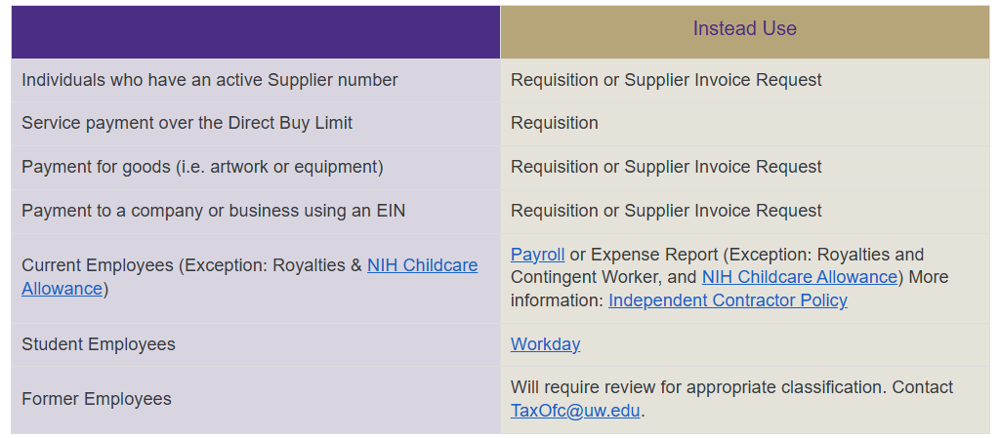 Instead Use
Individuals who have an active Supplier number
Requisition or Supplier Invoice Request
Service payment over the Direct Buy Limit
Requisition
Payment for goods (i.e. artwork or equipment)
Requisition or Supplier Invoice Request
Payment to a company or business using an EIN
Requisition or Supplier Invoice Request
Current Employees (Exception: Royalties & NIH Childcare
Allowance)
Payroll or Expense Report (Exception: Royalties and
Contingent Worker, and NIH Childcare Allowance) More
information: Independent Contractor Policy
Student Employees
Workday
Former Employees
Will require review for appropriate classification. Contact
TaxOfc@uw.edu.